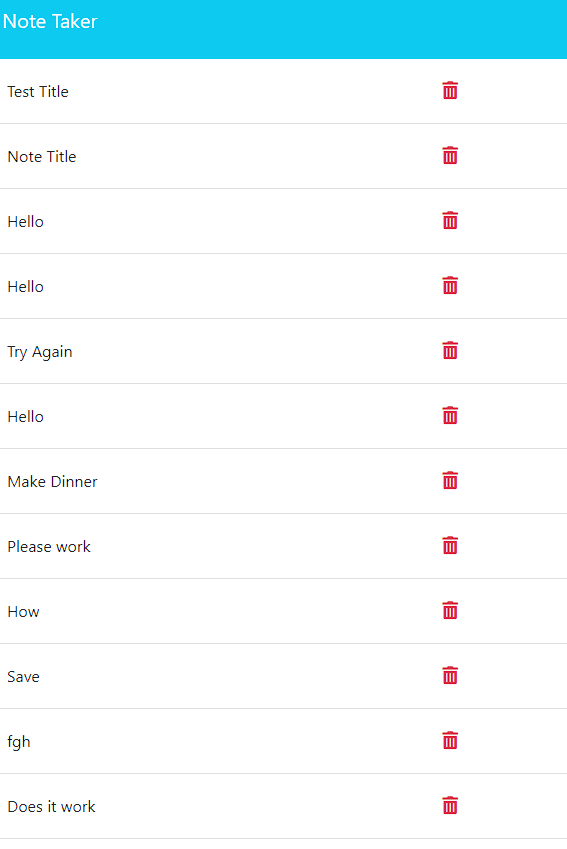 Note Taker
Test Title
Note Title
Hello
Hello
Try Again
Hello
Make Dinner
Please work
How
Save
fgh
Does it work